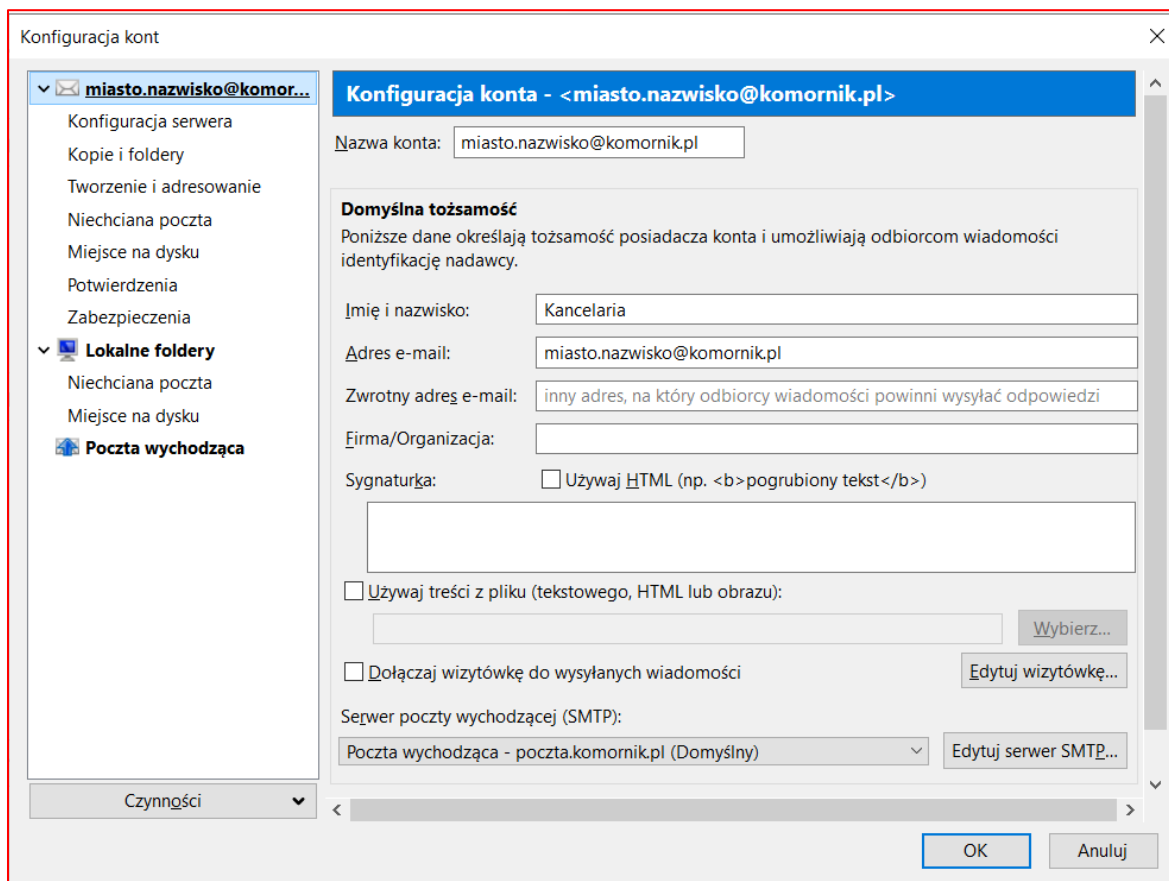 Konfiguracja kont
miasto.nazwisko@komor...
Konfiguracja serwera
Kopie i foldery
Tworzenie i adresowanie
Niechciana poczta
Miejsce na dysku
Potwierdzenia
Zabezpieczenia
Lokalne foldery
Niechciana poczta
Miejsce na dysku
Poczta wychodząca
Czynności
Konfiguracja konta - <miasto.nazwisko@komornik.pl>
Nazwa konta: miasto.nazwisko@komornik.pl
Domyślna tożsamość
Poniższe dane określają tożsamość posiadacza konta i umożliwiają odbiorcom wiadomości
identyfikację nadawcy.
Imię i nazwisko: Kancelaria
Adres e-mail: miasto.nazwisko@komornik.pl
Zwrotny adres e-mail: inny adres, na który odbiorcy wiadomości powinni wysyłać odpowiedzi
Firma/Organizacja:
Sygnaturka: Używaj HTML (np. <b>pogrubiony tekst</b>)
Używaj treści z pliku (tekstowego, HTML lub obrazu):
Wybierz...
Dołączaj wizytówkę do wysyłanych wiadomości Edytuj wizytówkę...
Serwer poczty wychodzącej (SMTP):
Poczta wychodząca - poczta.komornik.pl (Domyślny) Edytuj serwer SMTP...
OK Anuluj